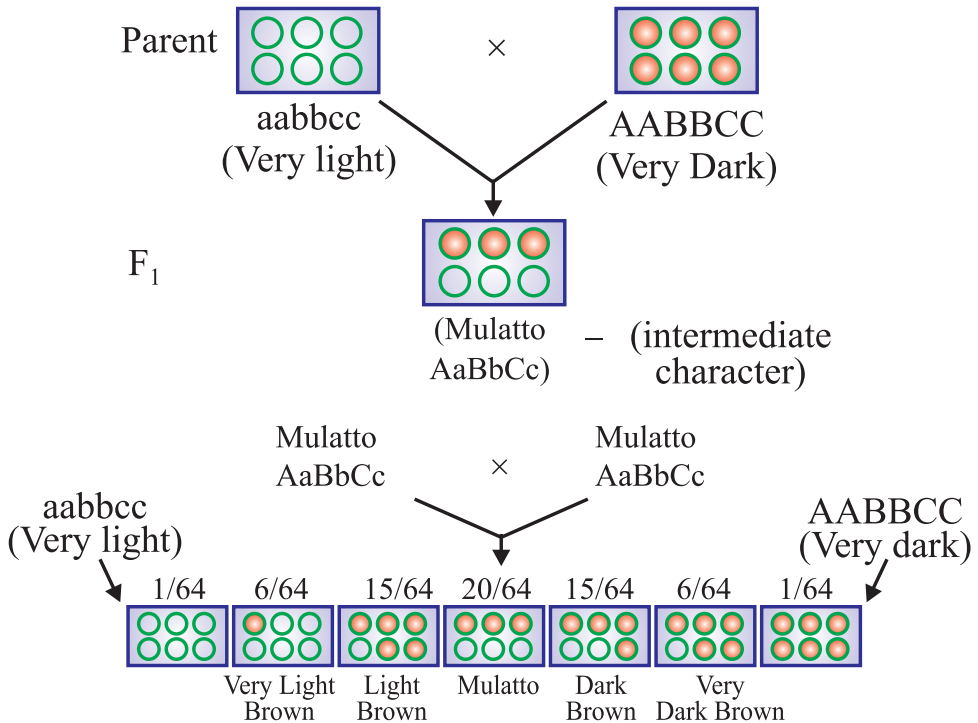 Parent
×
aabbcc
(Very light)
AABBCC
(Very Dark)
F1
(Mulatto
AaBbCc)
– (intermediate
character)
Mulatto
AaBbCc
×
Mulatto
AaBbCc
aabbcc
(Very light)
AABBCC
(Very dark)
1/64 6/64 15/64 20/64 15/64 6/64 1/64
Very Light
Brown
Light
Brown
Mulatto
Dark
Brown
Very
Dark Brown